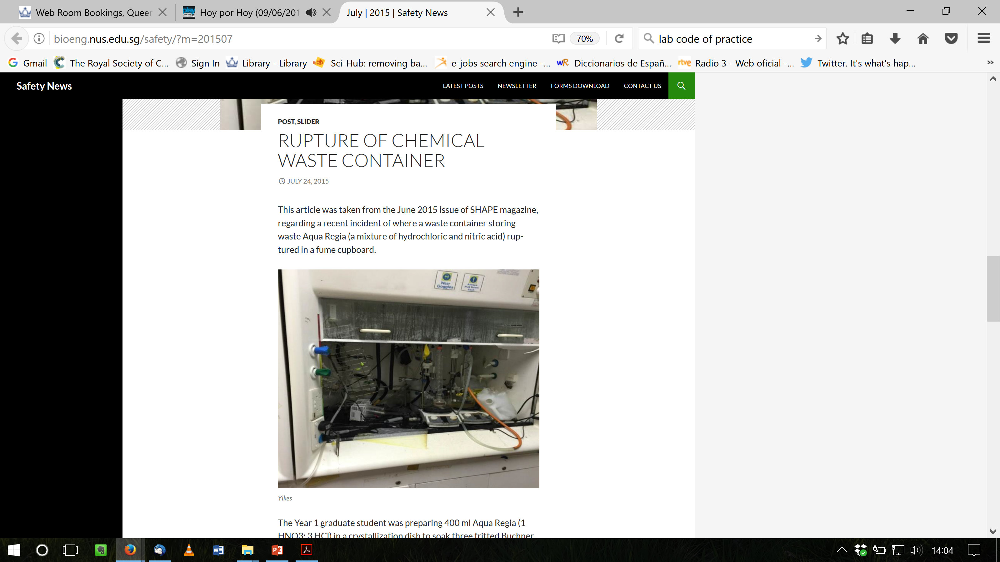 Web Room Bookings, Queen
Hoy por Hoy (09/06/201
July | 2015 | Safety News
bioeng.nus.edu.sg/safety/?m=201507
70%
lab code of practice
Gmail
The Royal Society of C...
Sign In
Library - Library
Sci-Hub: removing ba...
e-jobs search engine -...
wR
Diccionarios de Españ...
rtve
Radio 3 - Web oficial -...
Twitter. It's what's hap...
Safety News
LATEST POSTS
NEWSLETTER
FORMS DOWNLOAD
CONTACT US
POST, SLIDER
RUPTURE OF CHEMICAL
WASTE CONTAINER
JULY 24, 2015
This article was taken from the June 2015 issue of SHAPE magazine,
regarding a recent incident of where a waste container storing
waste Aqua Regia (a mixture of hydrochloric and nitric acid) rup-
tured in a fume cupboard.
Wear
Goggles
Always
Pull Down
Sash
Yikes
The Year 1 graduate student was preparing 400 ml Aqua Regia (1
HNO3: 3 HCl) in a crystallization dish to soak three fritted Buchner
14:04